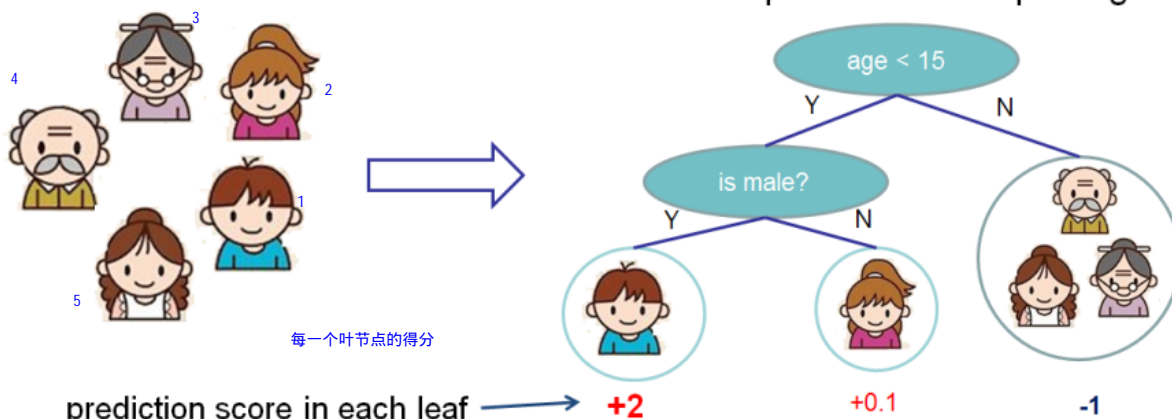 3
4
2
1
5
age < 15
Y
N
is male?
Y
N
每一个叶节点的得分
prediction score in each leaf
+2
+0.1
-1